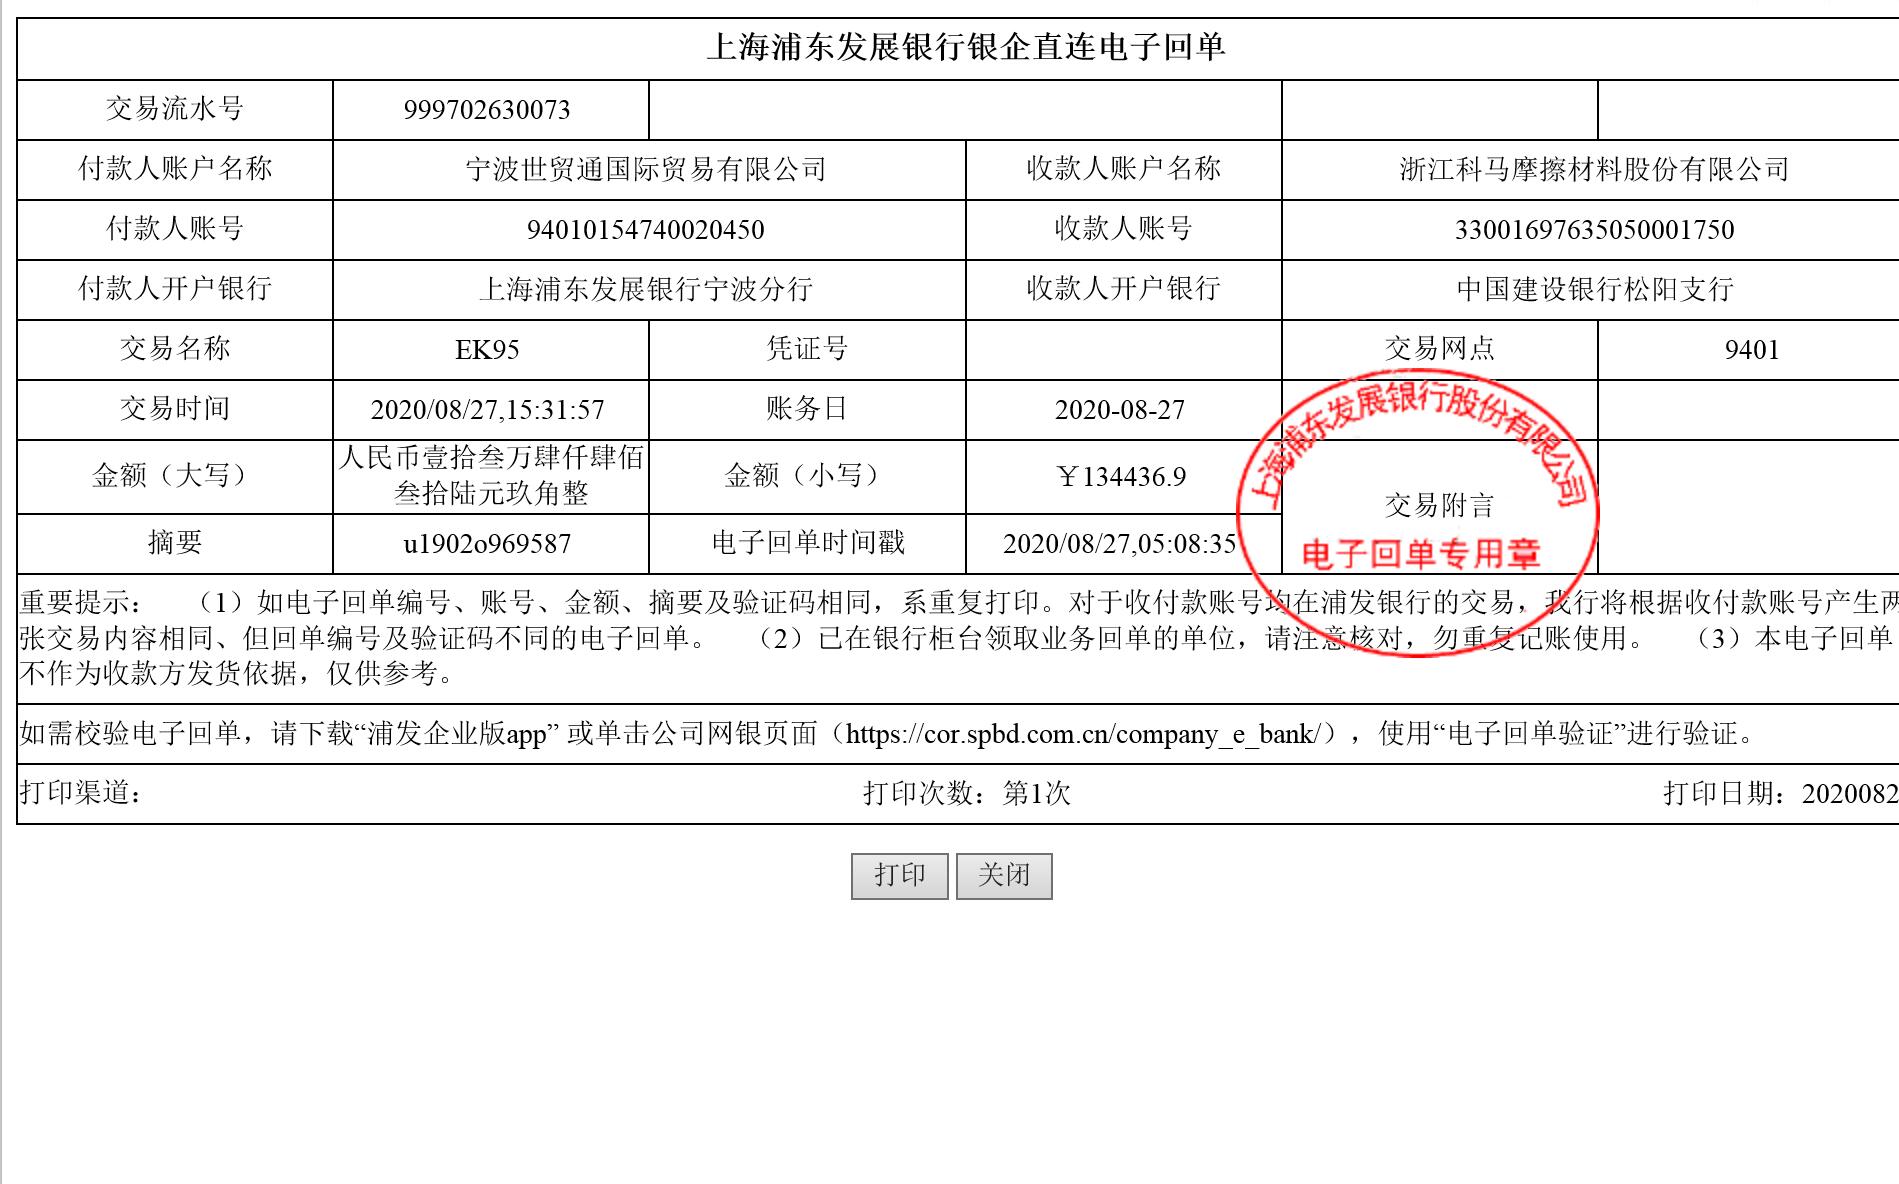 上海浦东发展银行银企直连电子回单
交易流水号 999702630073
付款人账户名称 宁波世贸通国际贸易有限公司 收款人账户名称 浙江科马摩擦材料股份有限公司
付款人账号 94010154740020450 收款人账号 33001697635050001750
付款人开户银行 上海浦东发展银行宁波分行 收款人开户银行 中国建设银行松阳支行
交易名称 EK95 凭证号 交易网点 9401
交易时间 2020/08/27,15:31:57 账务日 2020-08-27
金额（大写） 人民币壹拾叁万肆仟肆佰
叁拾陆元玖角整 金额（小写） ￥134436.9
交易附言
摘要 u1902o969587 电子回单时间戳 2020/08/27,05:08:35
上海浦东发展银行股份有限公司
电子回单专用章
重要提示： （1）如电子回单编号、账号、金额、摘要及验证码相同，系重复打印。对于收付款账号均在浦发银行的交易，我行将根据收付款账号产生两
张交易内容相同、但回单编号及验证码不同的电子回单。 （2）已在银行柜台领取业务回单的单位，请注意核对，勿重复记账使用。 （3）本电子回单
不作为收款方发货依据，仅供参考。
如需校验电子回单，请下载“浦发企业版app” 或单击公司网银页面（https://cor.spbd.com.cn/company_e_bank/），使用“电子回单验证”进行验证。
打印渠道： 打印次数：第1次 打印日期：2020082
打印 关闭